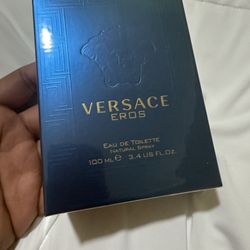 VERSACE
EROS
EAU DE TOILETTE
NATURAL SPRAY
100 ML ℮ 3.4 US FL.OZ.